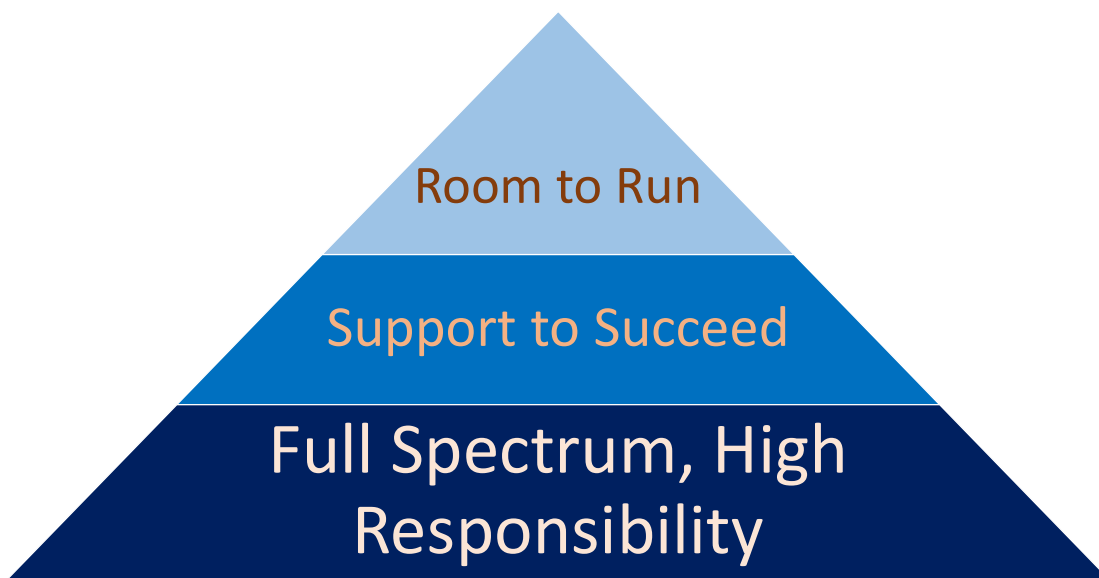 Room to Run
Support to Succeed
Full Spectrum, High
Responsibility